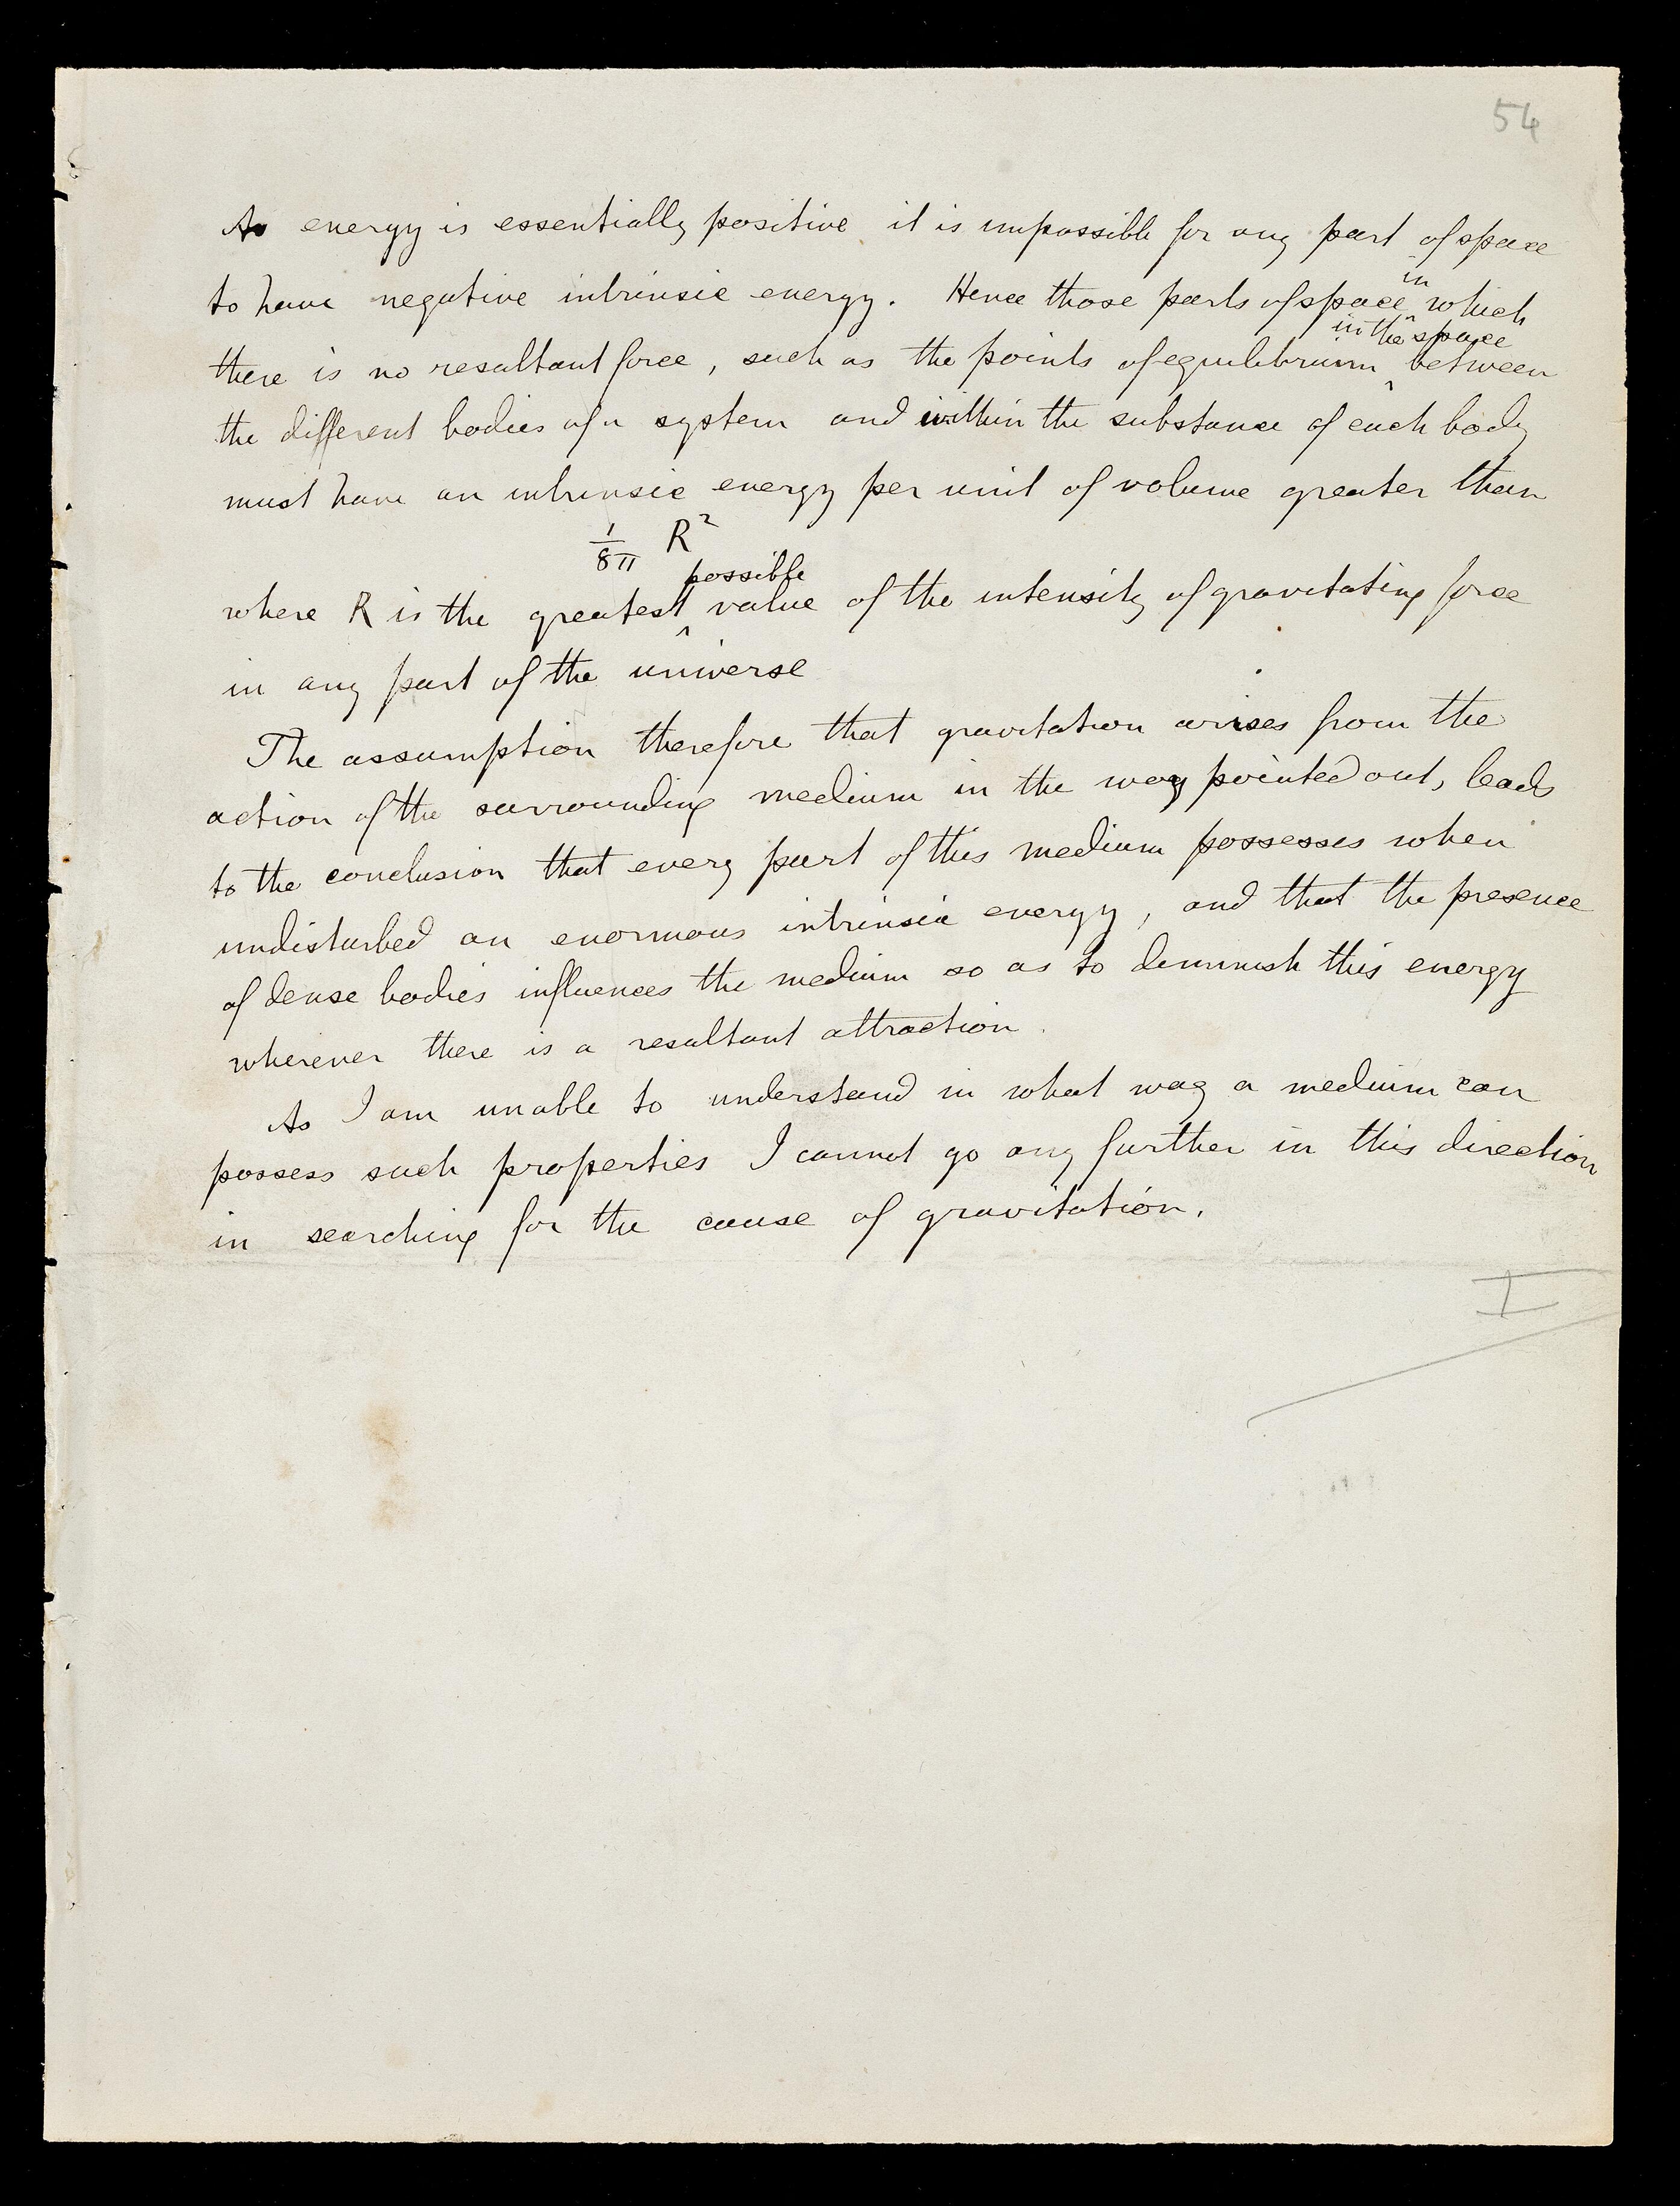 54
As energy is essentially positive it is impossible for any part of space
to have negative intrinsic energy. Hence those parts of space in which
there is no resultant force, such as the points of equilibrium in the space between
the different bodies of a system and within the substance of each body
must have an intrinsic energy per unit of volume greater than
1/8π R²
where R is the greatest possible value of the intensity of gravitating force
in any part of the universe
The assumption therefore that gravitation arises from the
action of the surrounding medium in the way pointed out, leads
to the conclusion that every part of this medium possesses when
undisturbed an enormous intrinsic energy, and that the presence
of dense bodies influences the medium so as to diminish this energy
wherever there is a resultant attraction.
As I am unable to understand in what way a medium can
possess such properties I cannot go any further in this direction
in searching for the cause of gravitation.
I